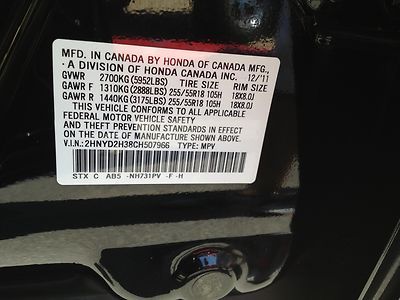 MFD. IN CANADA BY HONDA OF CANADA MFG.,
· A DIVISION OF HONDA CANADA INC. 12/'11
GVWR 2700KG (5952LBS) TIRE SIZE RIM SIZE
GAWR F 1310KG (2888LBS) 255/55R18 105H 18X8.0J
GAWR R 1440KG (3175LBS) 255/55R18 105H 18X8.0J
THIS VEHICLE CONFORMS TO ALL APPLICABLE
FEDERAL MOTOR VEHICLE SAFETY
AND THEFT PREVENTION STANDARDS IN EFFECT
ON THE DATE OF MANUFACTURE SHOWN ABOVE.
V.I.N.:2HNYD2H38CH507966 TYPE: MPV
STX C AB5 -NH731PV -F -H